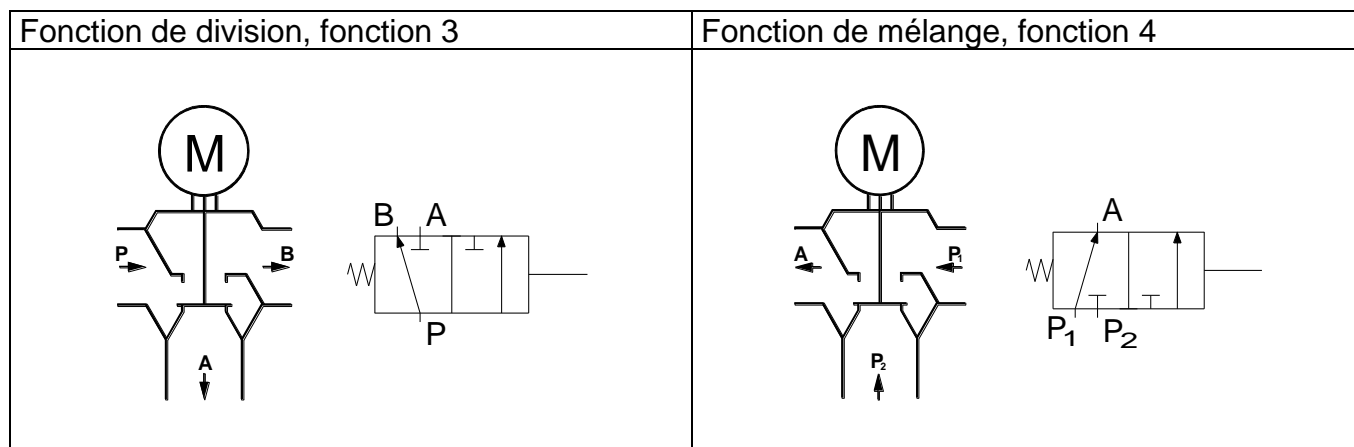 Fonction de division, fonction 3
M
B A
P B
P
A
Fonction de mélange, fonction 4
M
A
A P₁
P₁ P₂
P₂